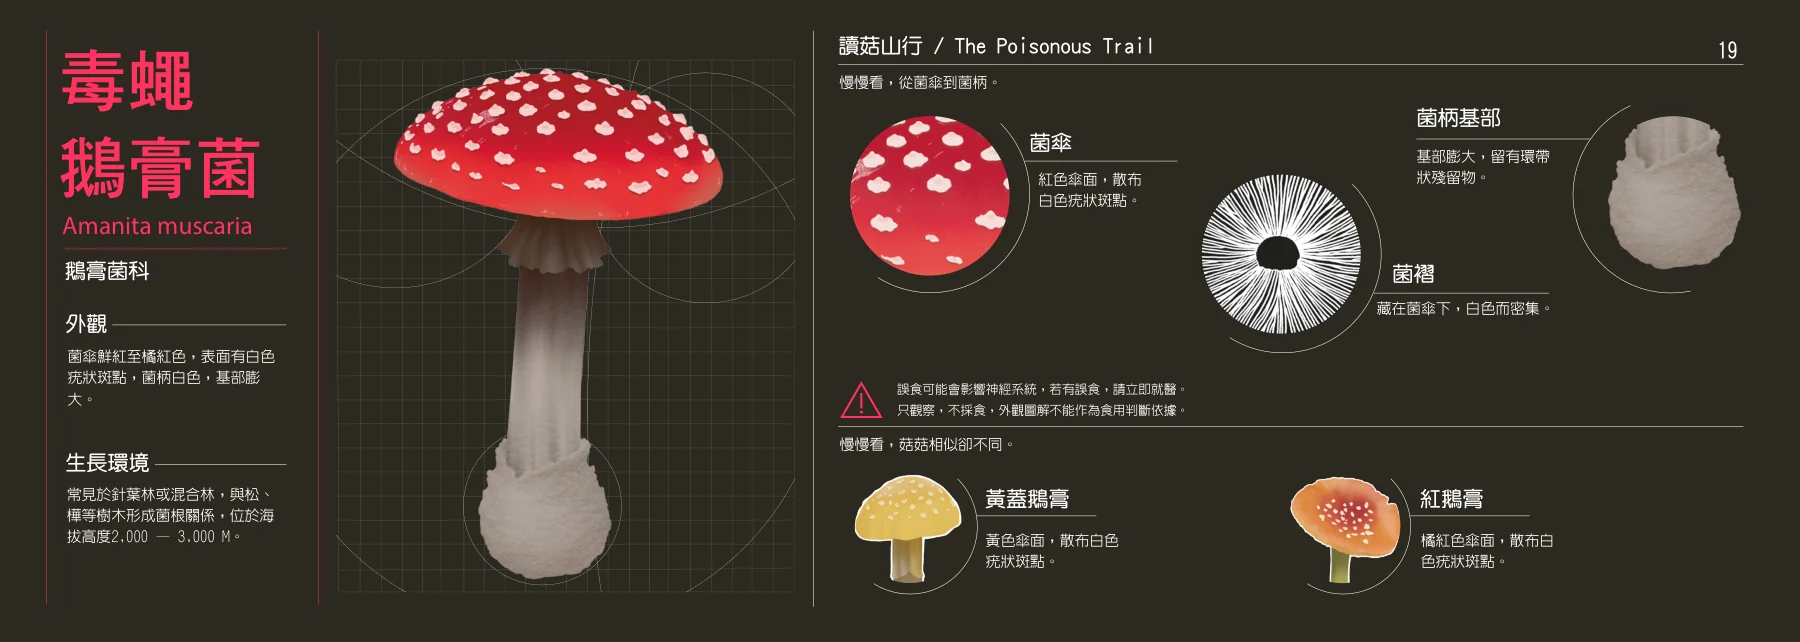 毒蠅
鵝膏菌
Amanita muscaria
鵝膏菌科
外觀
菌傘鮮紅至橘紅色，表面有白色
疣狀斑點，菌柄白色，基部膨
大。
生長環境
常見於針葉林或混合林，與松、
樺等樹木形成菌根關係，位於海
拔高度2,000 — 3,000 M。
讀菇山行 / The Poisonous Trail
19
慢慢看，從菌傘到菌柄。
菌傘
紅色傘面，散布
白色疣狀斑點。
菌褶
藏在菌傘下，白色而密集。
菌柄基部
基部膨大，留有環帶
狀殘留物。
誤食可能會影響神經系統，若有誤食，請立即就醫。
只觀察，不採食，外觀圖解不能作為食用判斷依據。
慢慢看，菇菇相似卻不同。
黃蓋鵝膏
黃色傘面，散布白色
疣狀斑點。
紅鵝膏
橘紅色傘面，散布白
色疣狀斑點。